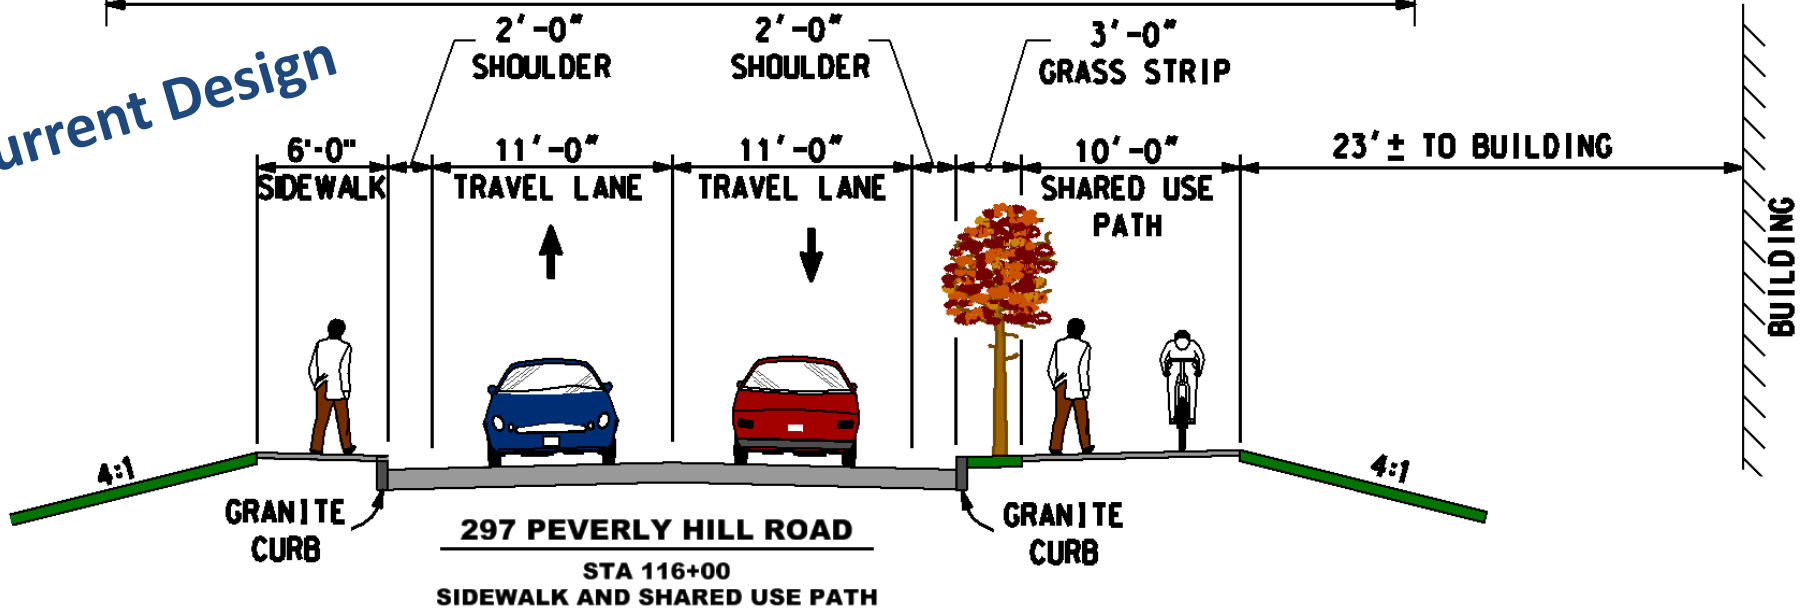 2'-0" 2'-0" 3'-0"
SHOULDER SHOULDER GRASS STRIP
urrent Design
6'-0" 11'-0" 11'-0" 10'-0" 23'± TO BUILDING
SIDEWALK TRAVEL LANE TRAVEL LANE SHARED USE
PATH
BUILDING
4:1 4:1
GRANITE GRANITE
CURB CURB
297 PEVERLY HILL ROAD
STA 116+00
SIDEWALK AND SHARED USE PATH